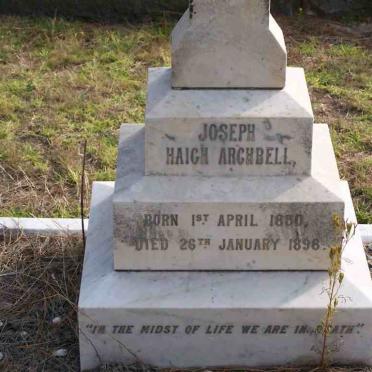 JOSEPH
HAIGH ARCHBELL,
BORN 1ST APRIL 1860,
DIED 26TH JANUARY 1896.
"IN THE MIDST OF LIFE WE ARE IN DEATH".